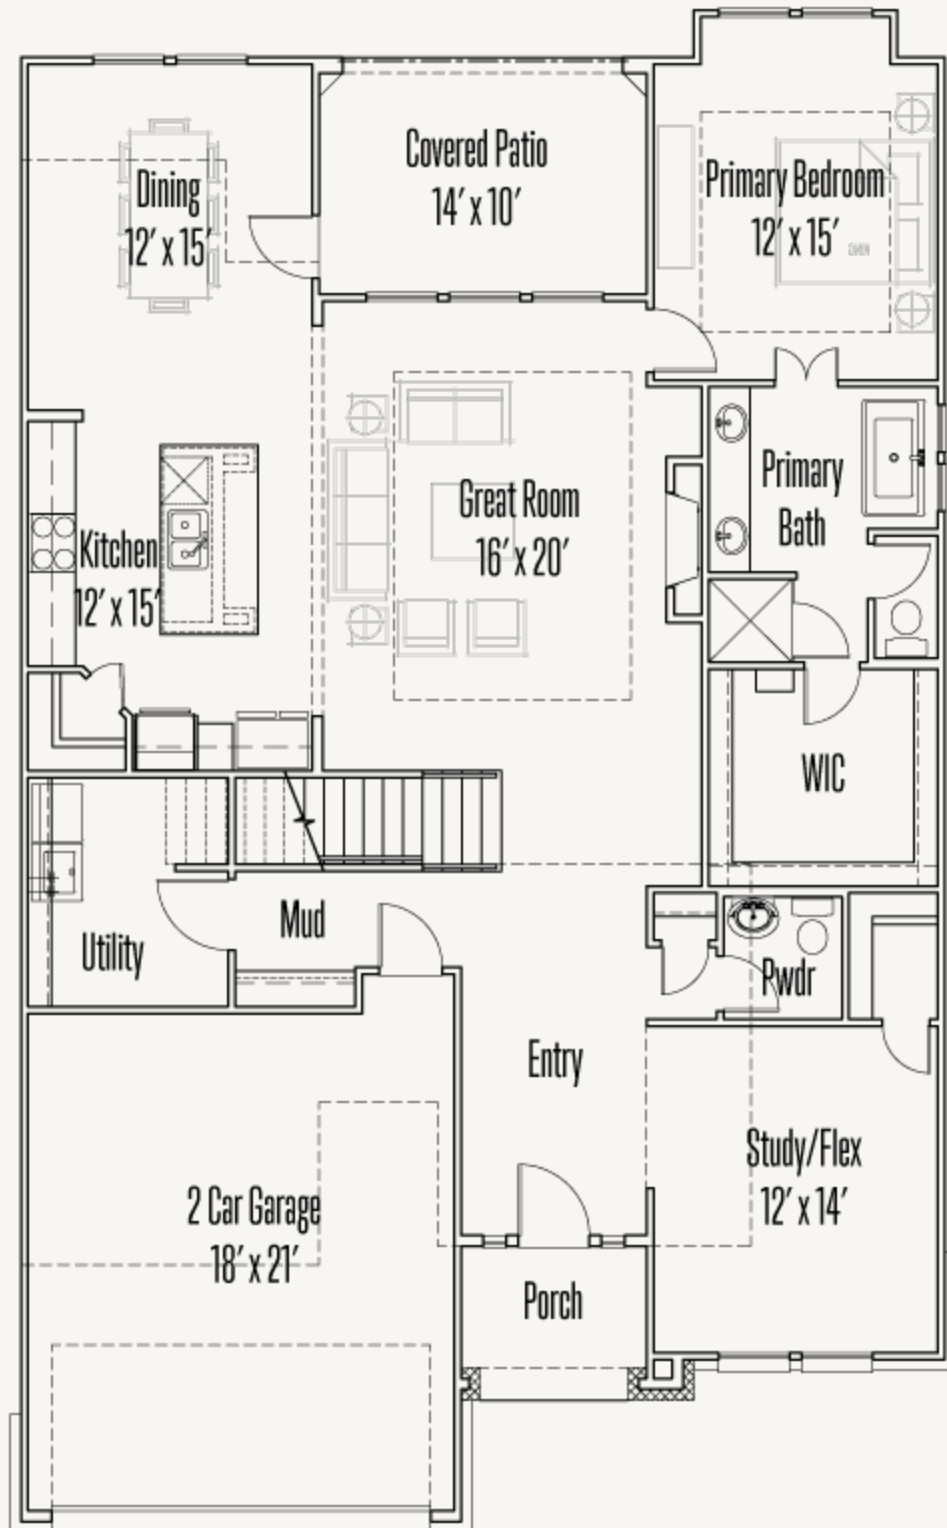 Covered Patio
14' x 10'
Dining
12' x 15'
Primary Bedroom
12' x 15'
KING
Great Room
16' x 20'
Primary
Bath
Kitchen
12' x 15'
WIC
Mud
Utility
Pwdr
Entry
Study/Flex
12' x 14'
2 Car Garage
18' x 21'
Porch